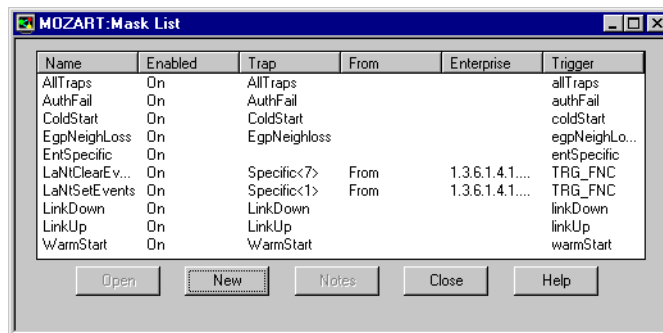 MOZART:Mask List
Name Enabled Trap From Enterprise Trigger
AllTraps On AllTraps allTraps
AuthFail On AuthFail authFail
ColdStart On ColdStart coldStart
EgpNeighLoss On EgpNeighloss egpNeighLo...
EntSpecific On entSpecific
LaNtClearEv... On Specific<7> From 1.3.6.1.4.1.... TRG_FNC
LaNtSetEvents On Specific<1> From 1.3.6.1.4.1.... TRG_FNC
LinkDown On LinkDown linkDown
LinkUp On LinkUp linkUp
WarmStart On WarmStart warmStart
Open New Notes Close Help